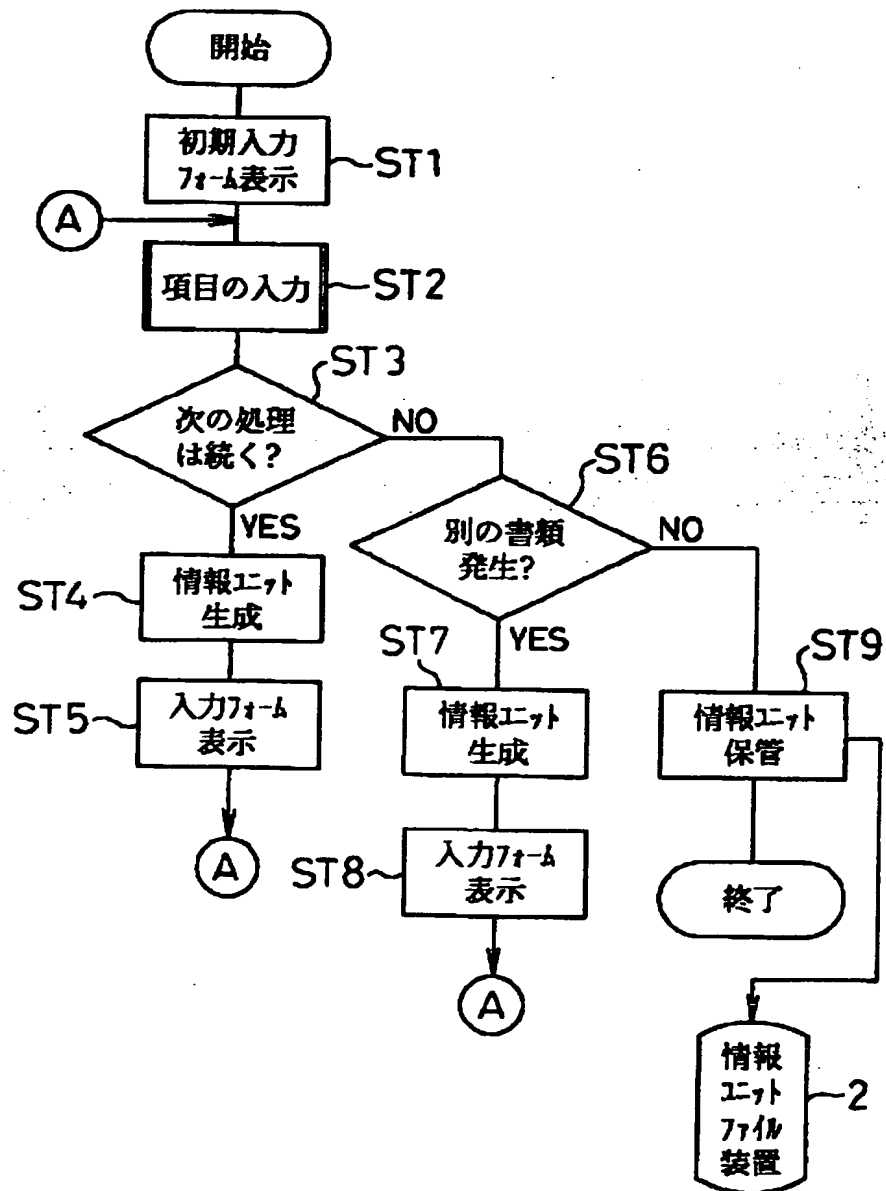 開始
初期入力
フォーム表示
ST1
A
項目の入力
ST2
ST3
次の処理
は続く?
NO
YES
ST6
別の書類
発生?
NO
YES
ST4
情報ユニット
生成
ST7
情報ユニット
生成
ST9
情報ユニット
保管
ST5
入力フォーム
表示
ST8
入力フォーム
表示
終了
A
A
情報
ユニット
ファイル
装置
2